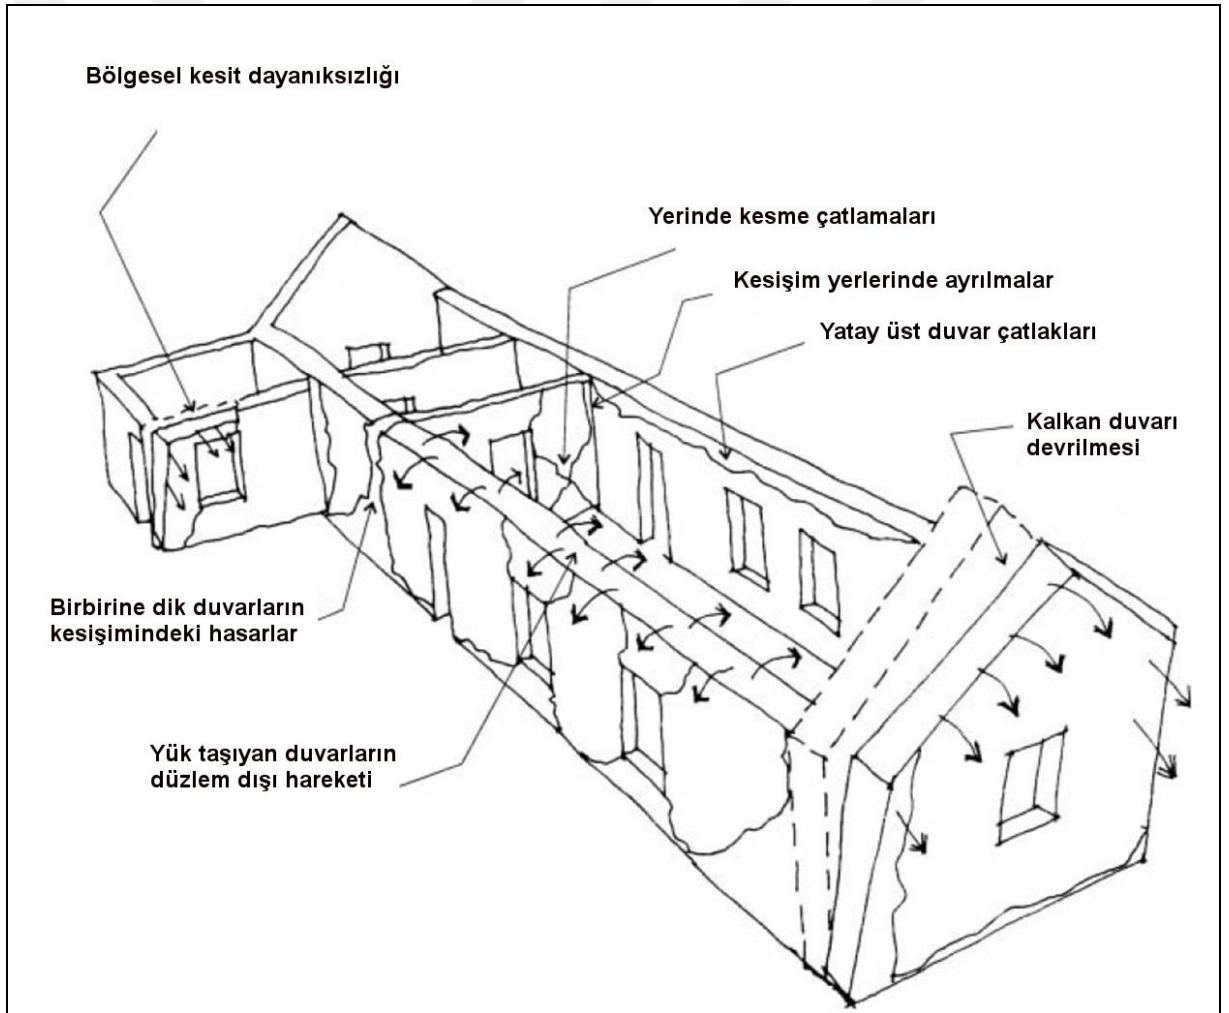 Bölgesel kesit dayanıksızlığı
Yerinde kesme çatlamaları
Kesişim yerlerinde ayrılmalar
Yatay üst duvar çatlakları
Kalkan duvarı
devrilmesi
Birbirine dik duvarların
kesişimindeki hasarlar
Yük taşıyan duvarların
düzlem dışı hareketi